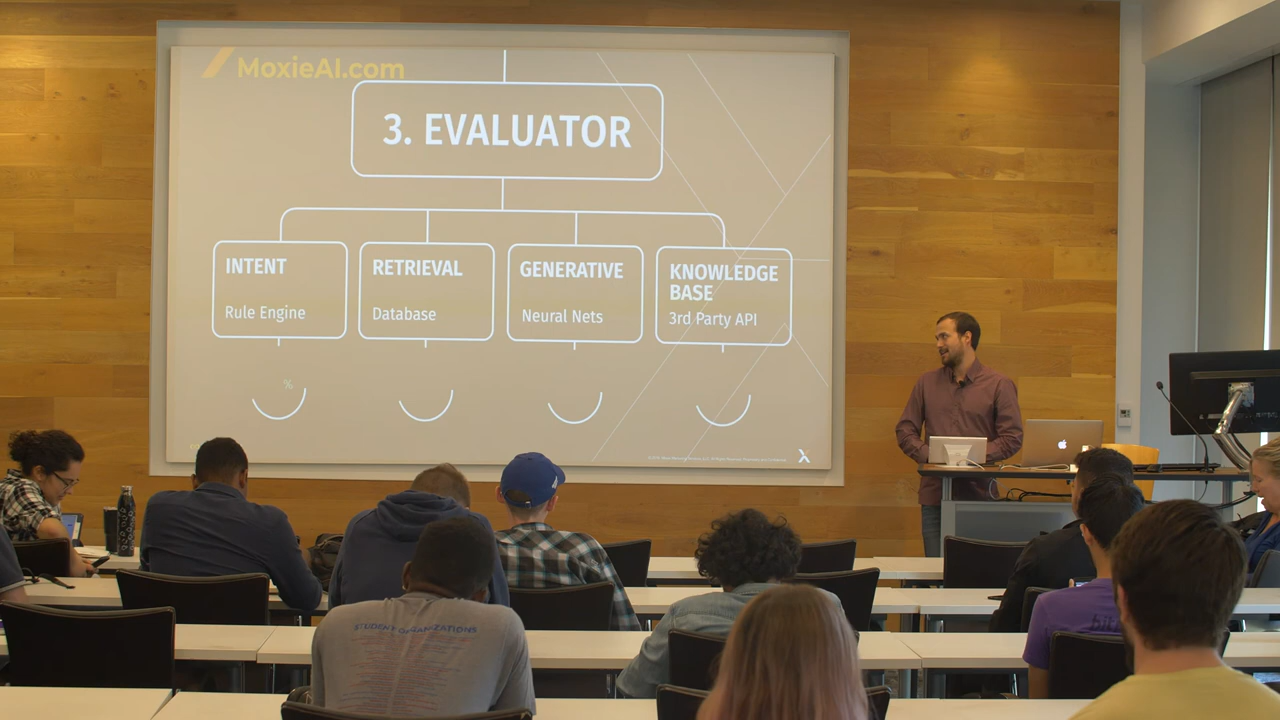 MoxieAI.com
3. EVALUATOR
INTENT
Rule Engine
RETRIEVAL
Database
GENERATIVE
Neural Nets
KNOWLEDGE
BASE
3rd Party API
%
STUDENT ORGANIZATIONS